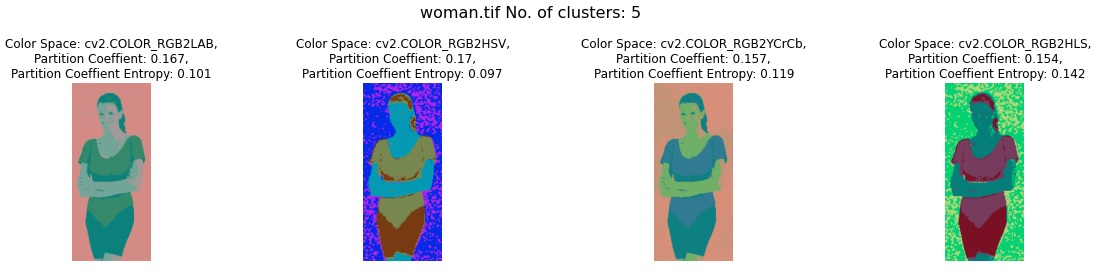 woman.tif No. of clusters: 5
Color Space: cv2.COLOR_RGB2LAB,
Partition Coeffient: 0.167,
Partition Coeffient Entropy: 0.101
Color Space: cv2.COLOR_RGB2HSV,
Partition Coeffient: 0.17,
Partition Coeffient Entropy: 0.097
Color Space: cv2.COLOR_RGB2YCrCb,
Partition Coeffient: 0.157,
Partition Coeffient Entropy: 0.119
Color Space: cv2.COLOR_RGB2HLS,
Partition Coeffient: 0.154,
Partition Coeffient Entropy: 0.142